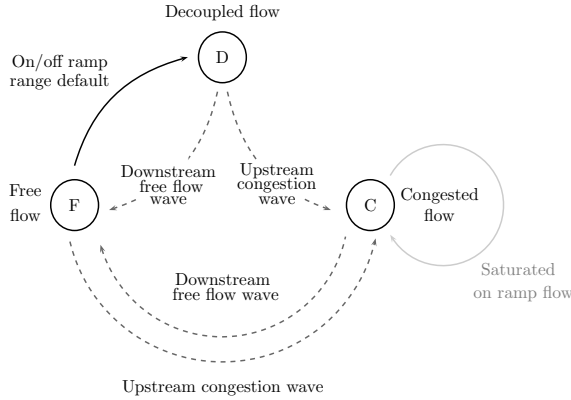 Decoupled flow
D
On/off ramp
range default
Downstream
free flow
wave
Upstream
congestion
wave
Free
flow
F
C
Congested
flow
Saturated
on ramp flow
Downstream
free flow wave
Upstream congestion wave